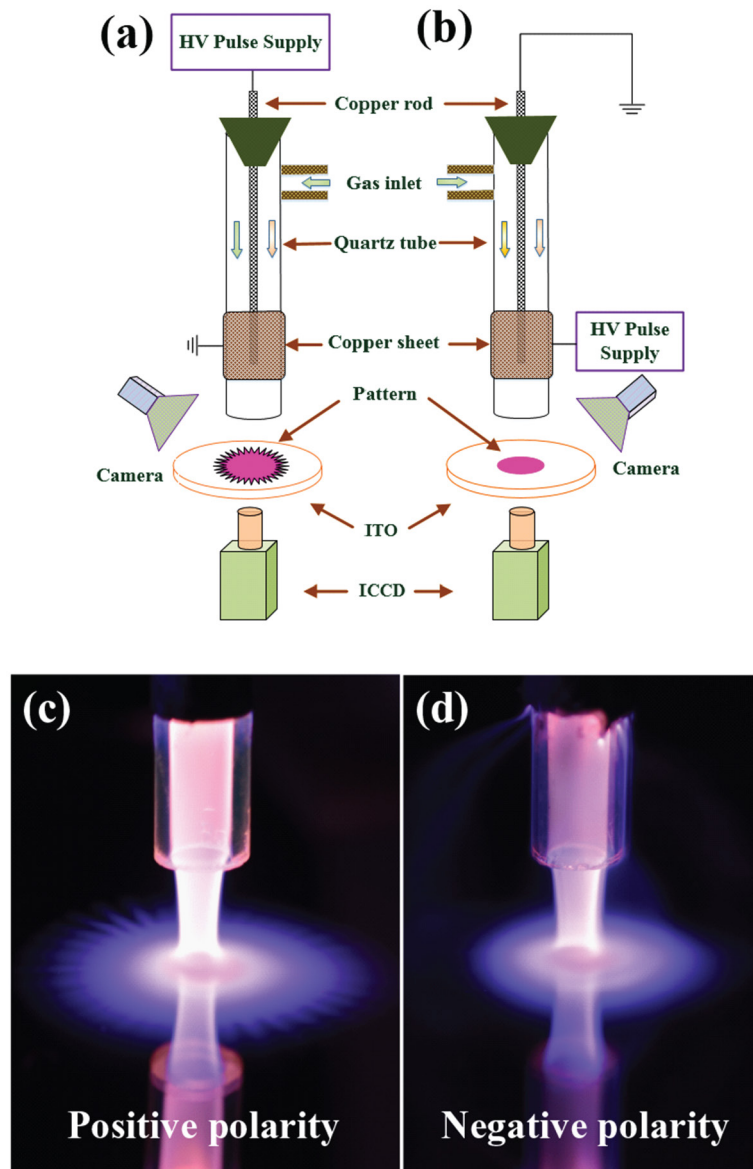 (a)
HV Pulse Supply
(b)
Copper rod
Gas inlet
Quartz tube
Copper sheet
HV Pulse
Supply
Pattern
Camera
Camera
ITO
ICCD
(c)
(d)
Positive polarity
Negative polarity